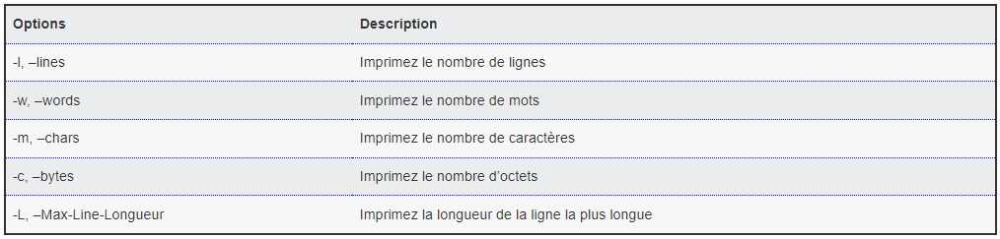 Options Description
-l, –lines Imprimez le nombre de lignes
-w, –words Imprimez le nombre de mots
-m, –chars Imprimez le nombre de caractères
-c, –bytes Imprimez le nombre d’octets
-L, –Max-Line-Longueur Imprimez la longueur de la ligne la plus longue